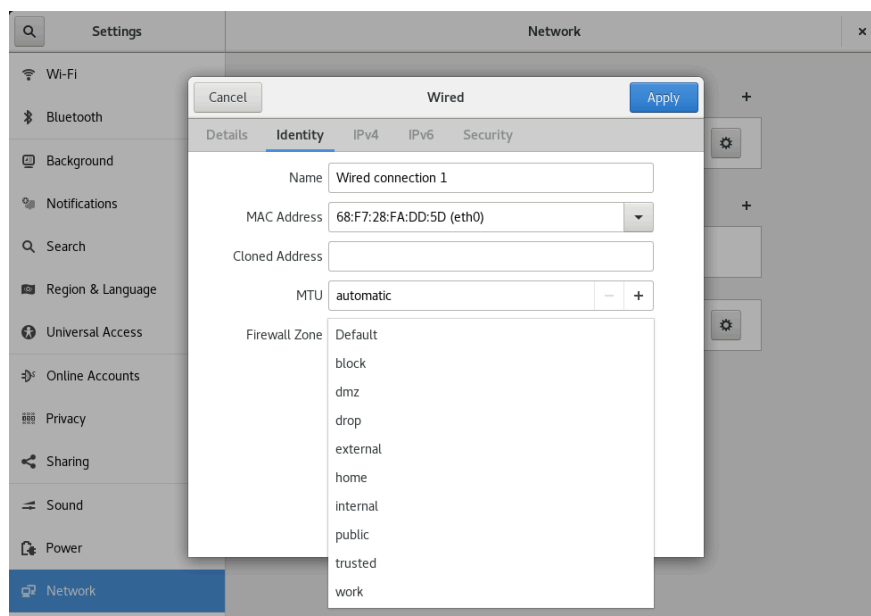 Settings
Network
Wi-Fi
Bluetooth
Background
Notifications
Search
Region & Language
Universal Access
Online Accounts
Privacy
Sharing
Sound
Power
Network
Cancel
Wired
Apply
Details
Identity
IPv4
IPv6
Security
Name
Wired connection 1
MAC Address
68:F7:28:FA:DD:5D (eth0)
Cloned Address
MTU
automatic
Firewall Zone
Default
block
dmz
drop
external
home
internal
public
trusted
work